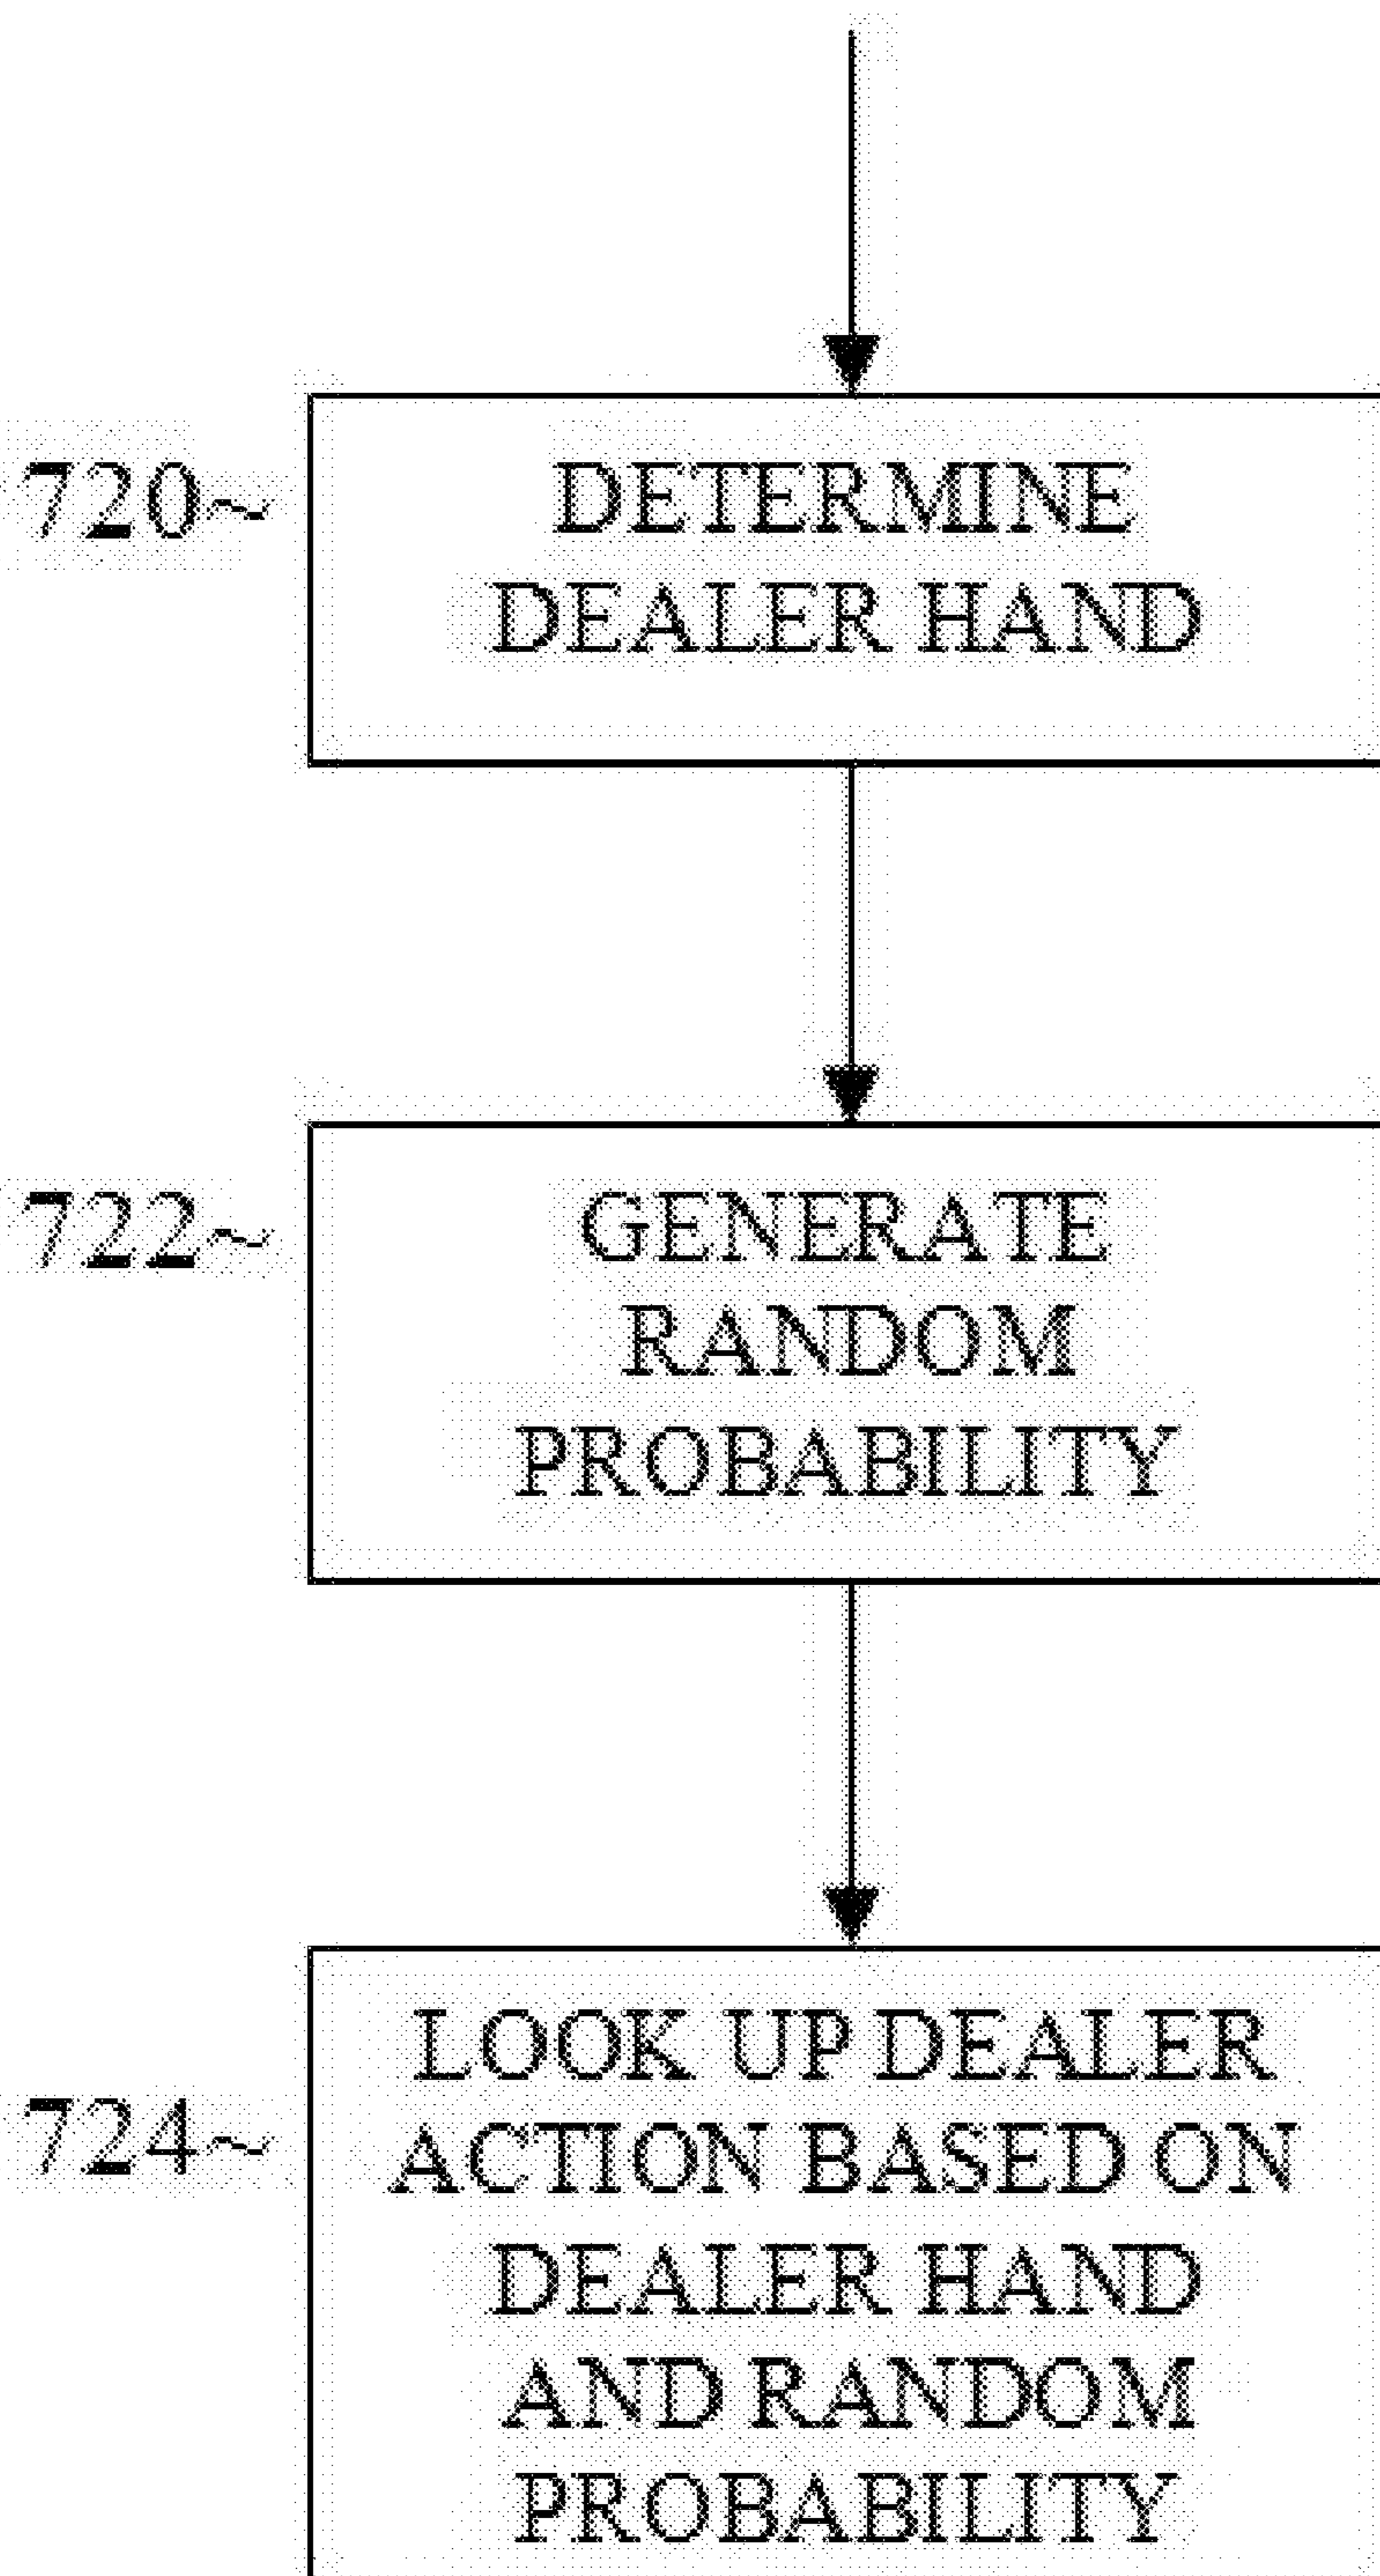 720~
DETERMINE
DEALER HAND
722~
GENERATE
RANDOM
PROBABILITY
724~
LOOK UP DEALER
ACTION BASED ON
DEALER HAND
AND RANDOM
PROBABILITY